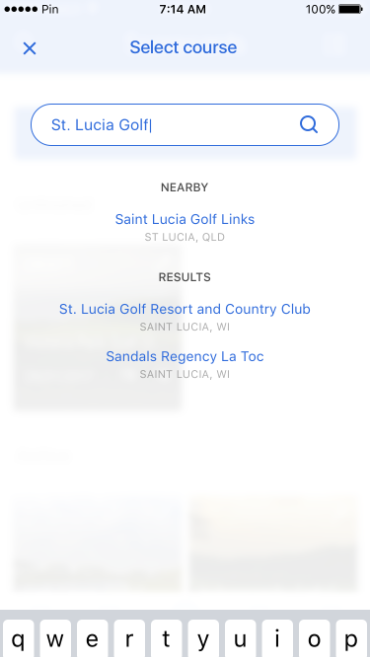 Pin 7:14 AM 100%
Select course
St. Lucia Golf
NEARBY
Saint Lucia Golf Links
ST LUCIA, QLD
RESULTS
St. Lucia Golf Resort and Country Club
SAINT LUCIA, WI
Sandals Regency La Toc
SAINT LUCIA, WI
q w e r t y u i o p